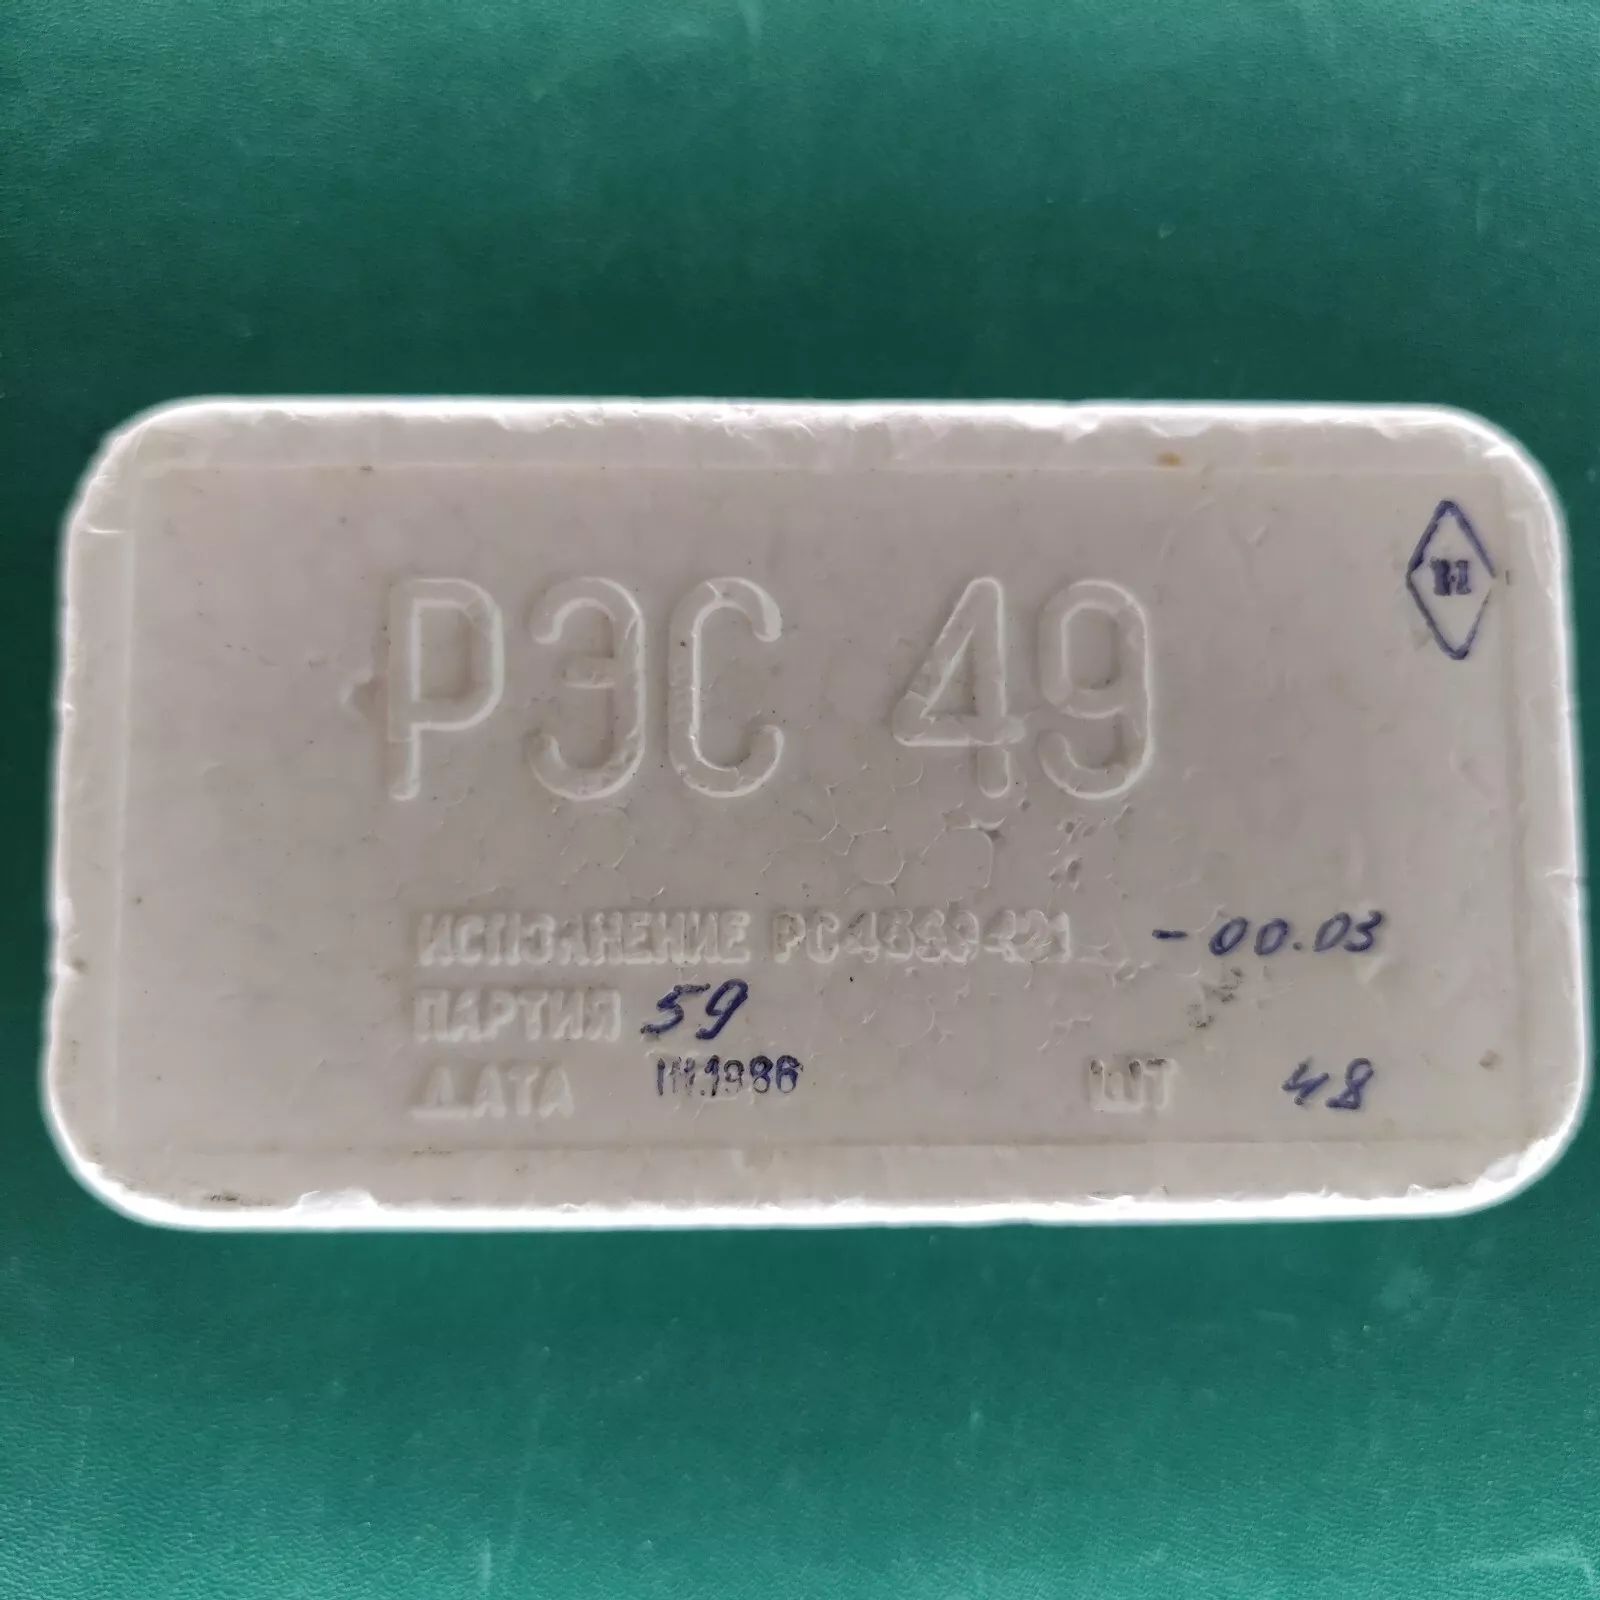 РЭС 49
ИСПОЛНЕНИЕ РС4569421 -00.03
ПАРТИЯ 59
ДАТА III.1986 ШТ 48